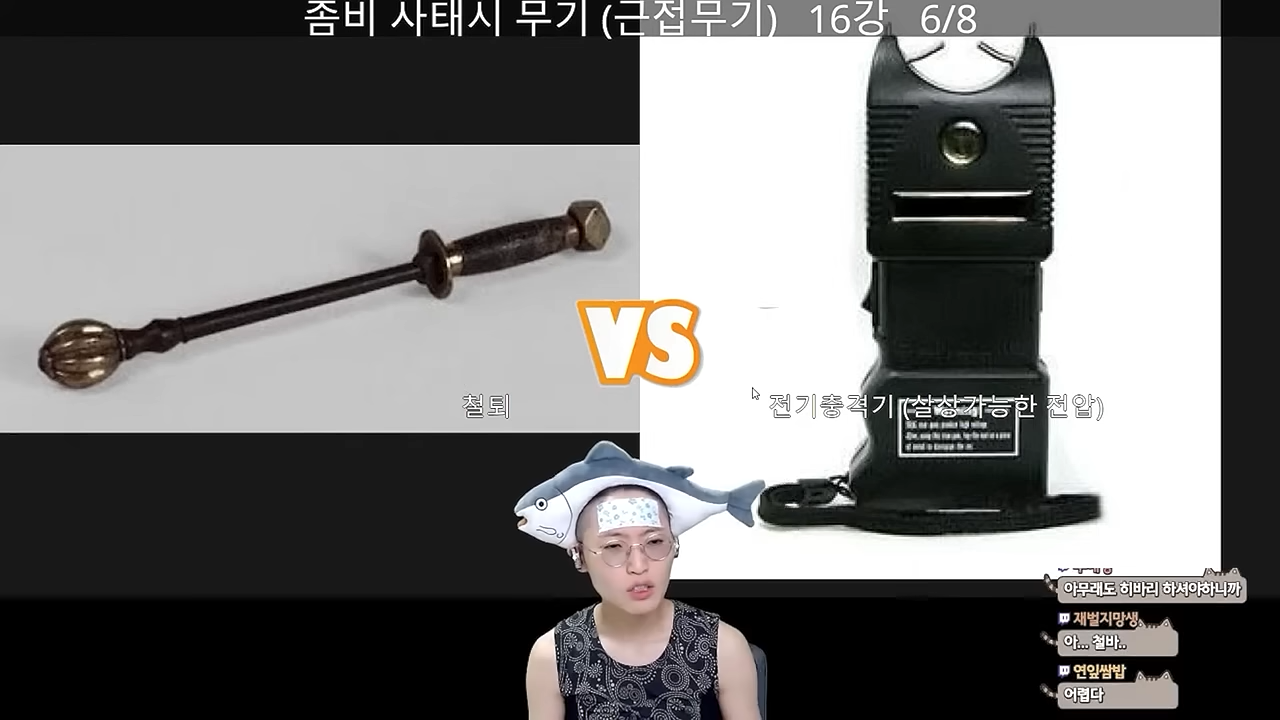 좀비 사태시 무기 (근접무기) 16강 6/8
VS
철퇴
전기충격기 (살상가능한 전압)
아무래도 히바리 하셔야하니까
재벌지망생
아... 철바..
연잎쌈밥
어렵다